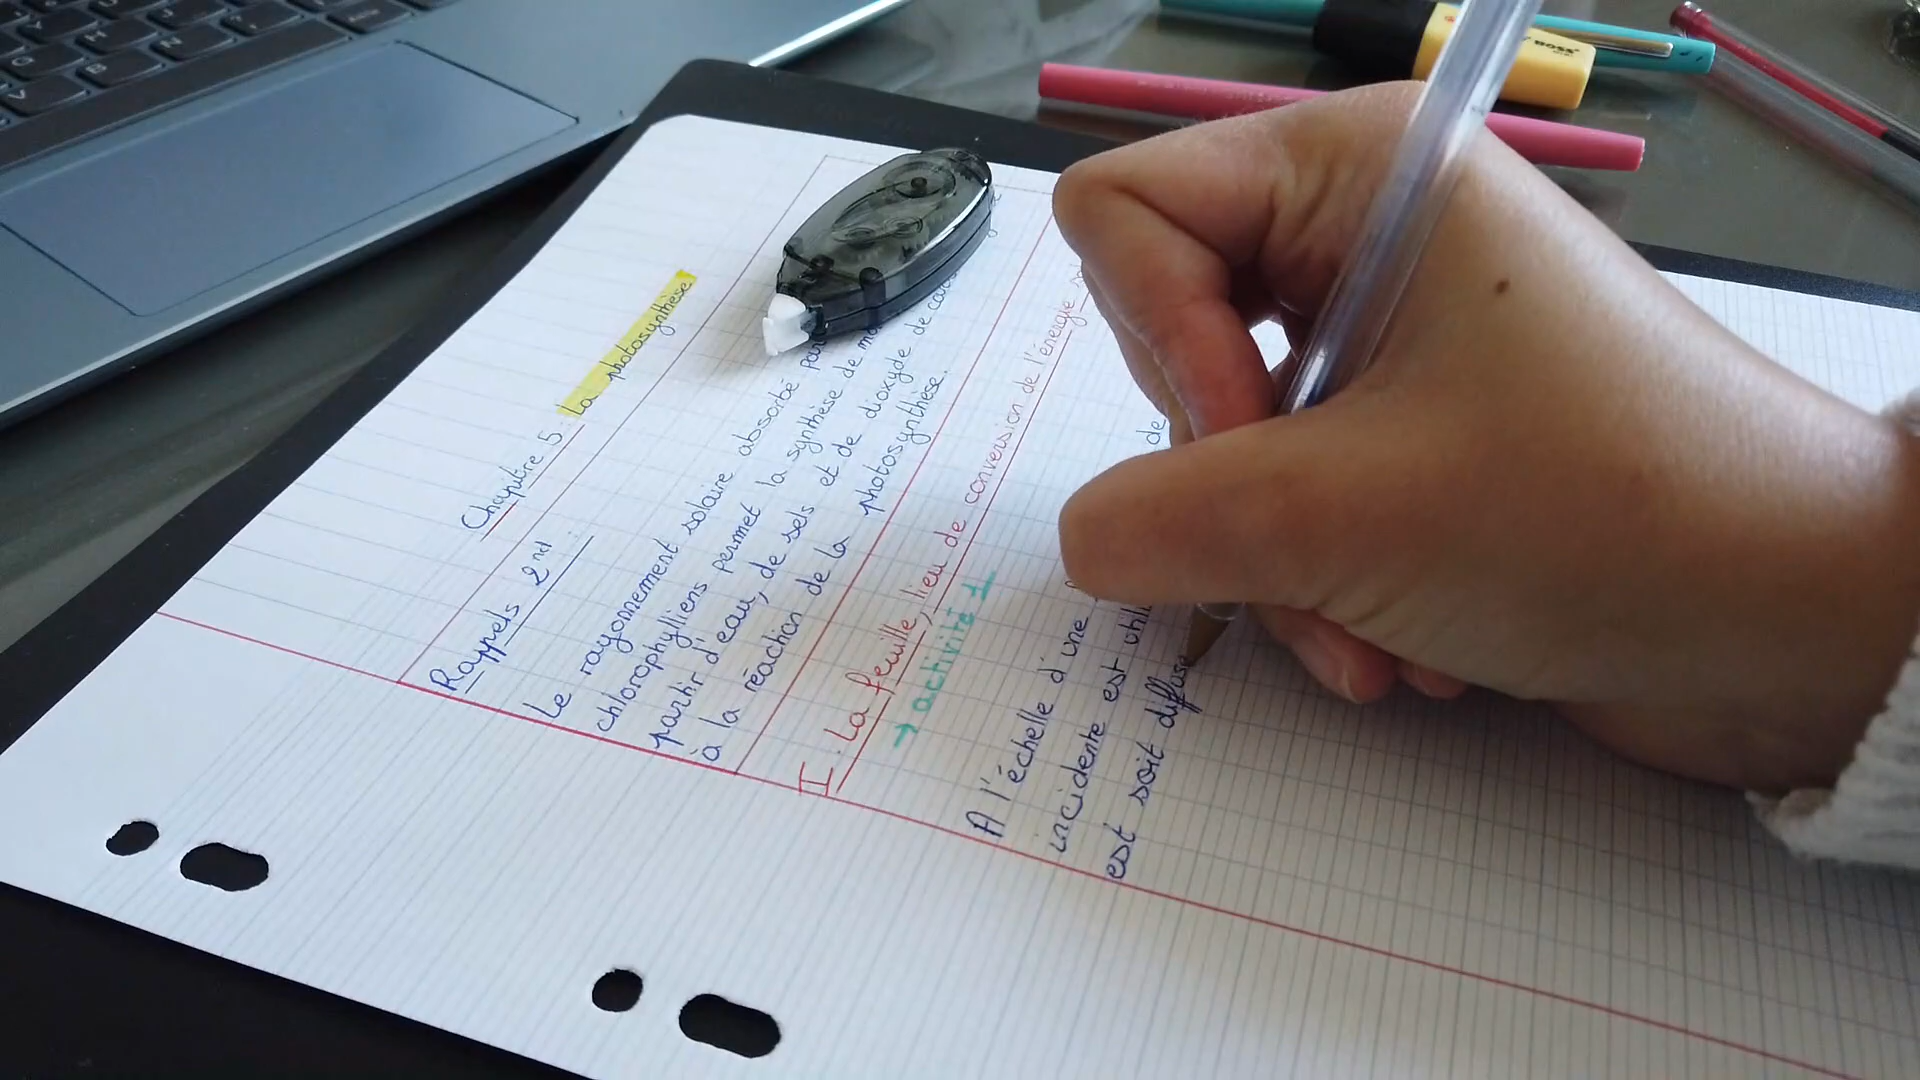 Chapitre 5 : La photosynthèse
Rappels 2nd :
Le rayonnement solaire absorbé par
chlorophylliens permet la synthèse de
partir d'eau, de sels et de dioxyde de
à la réaction de la photosynthèse.
I : La feuille, lieu de conversion de l'énergie
→ activité 1
A l'échelle d'une
incidente est de
est soit diffusé
BOSS